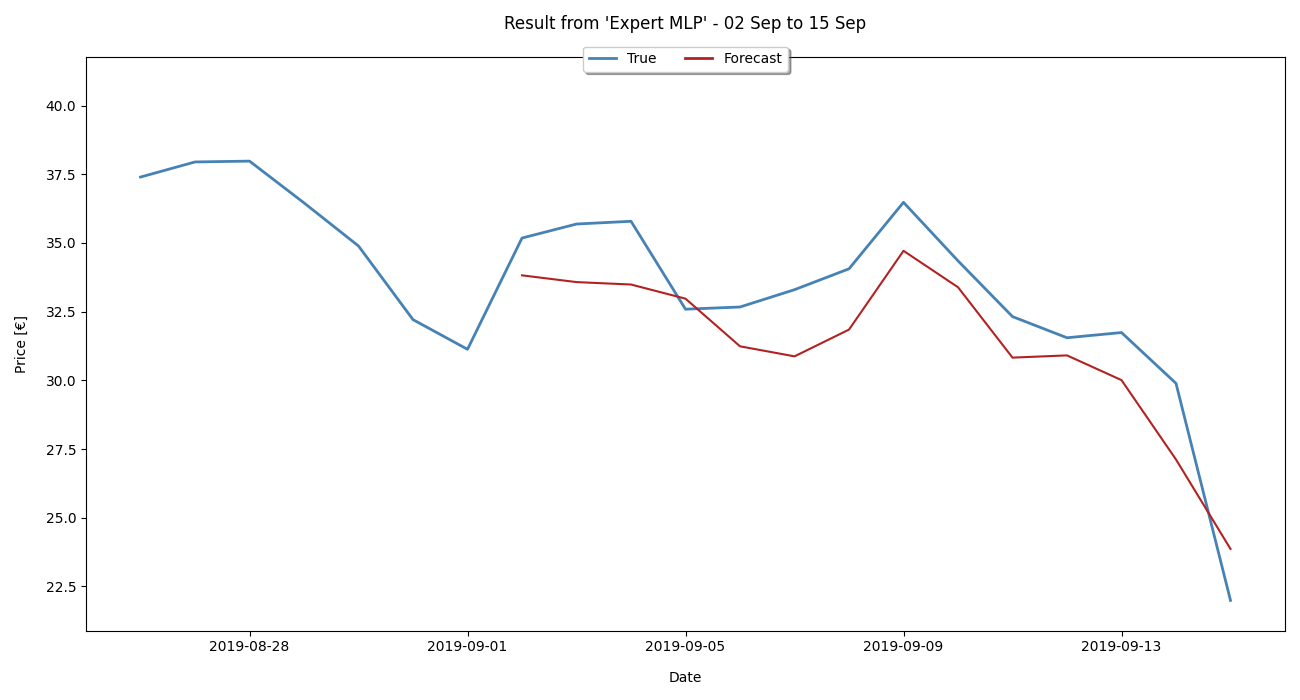 Result from 'Expert MLP' - 02 Sep to 15 Sep
True Forecast
40.0
37.5
35.0
32.5
30.0
27.5
25.0
22.5
Price [€]
2019-08-28 2019-09-01 2019-09-05 2019-09-09 2019-09-13
Date